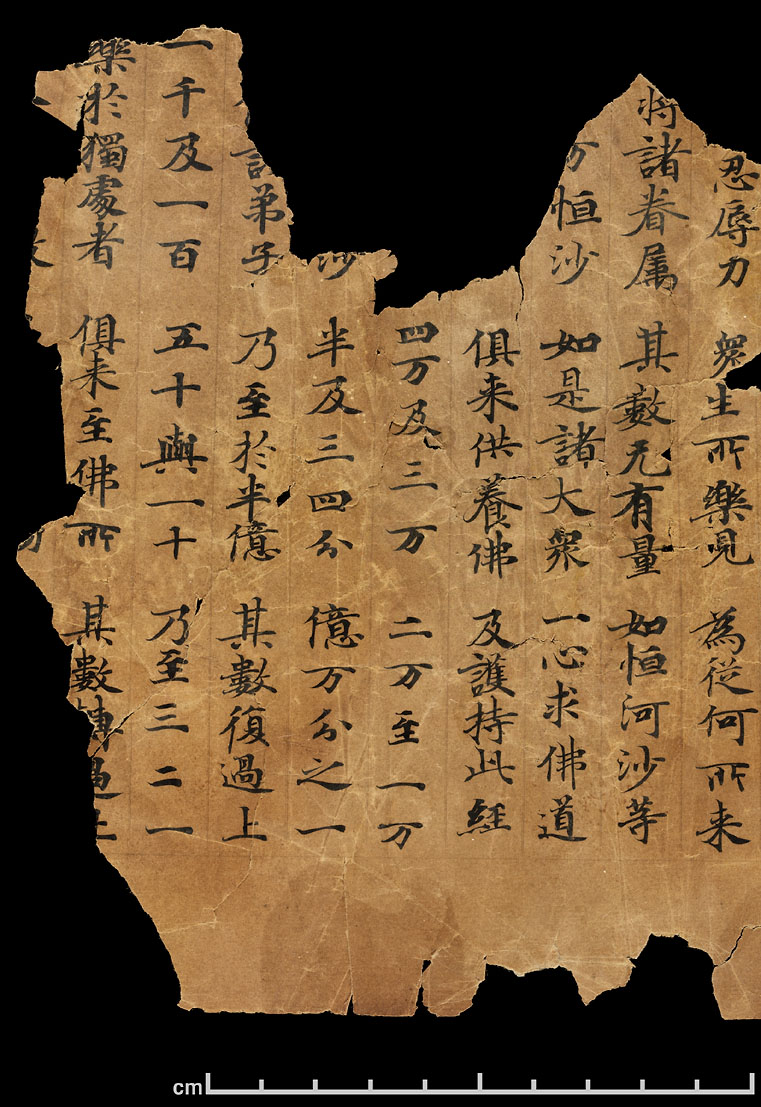 忍辱力 衆生所樂見 為從何所来
将諸眷属 其數无有量 如恒河沙等
万恒沙 如是諸大衆 一心求佛道
俱来供養佛 及護持此經
四万及三万 二万至一万
沙 半及三四分 億万分之一
諸弟子 乃至於半億 其數復過上
一千及一百 五十與一十 乃至三二一
樂於獨處者 俱来至佛所 其數轉過上